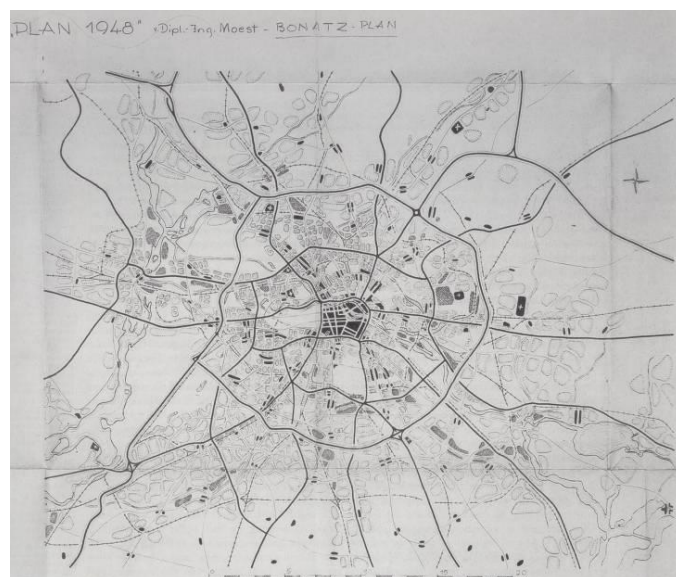 „PLAN 1948“ Dipl.-Ing. Moest - BONATZ-PLAN